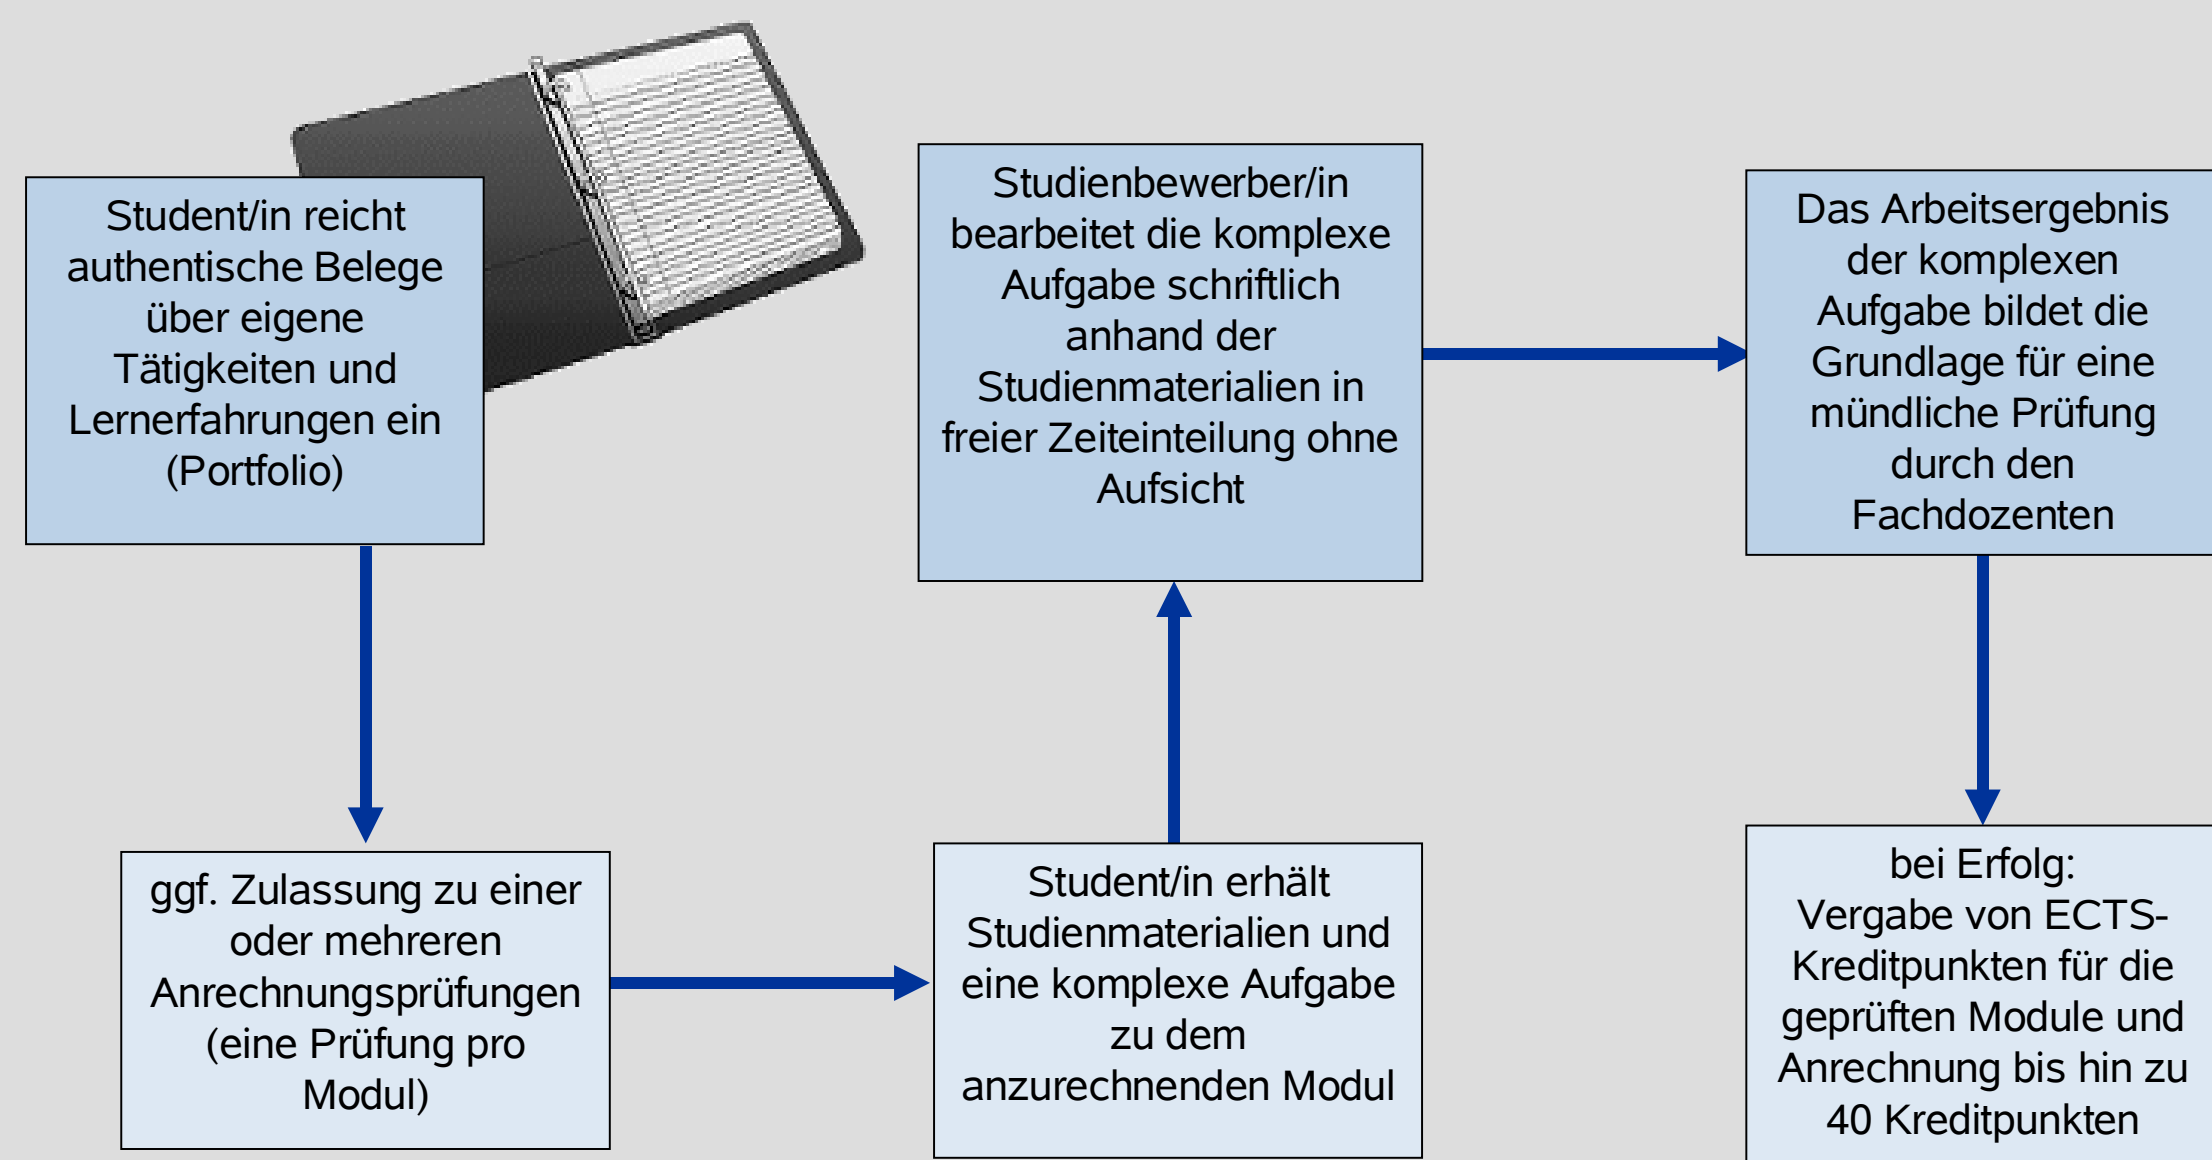 Student/in reicht
authentische Belege
über eigene
Tätigkeiten und
Lernerfahrungen ein
(Portfolio)
ggf. Zulassung zu einer
oder mehreren
Anrechnungsprüfungen
(eine Prüfung pro
Modul)
Student/in erhält
Studienmaterialien und
eine komplexe Aufgabe
zu dem
anzurechnenden Modul
Studienbewerber/in
bearbeitet die komplexe
Aufgabe schriftlich
anhand der
Studienmaterialien in
freier Zeiteinteilung ohne
Aufsicht
Das Arbeitsergebnis
der komplexen
Aufgabe bildet die
Grundlage für eine
mündliche Prüfung
durch den
Fachdozenten
bei Erfolg:
Vergabe von ECTS-
Kreditpunkten für die
geprüften Module und
Anrechnung bis hin zu
40 Kreditpunkten